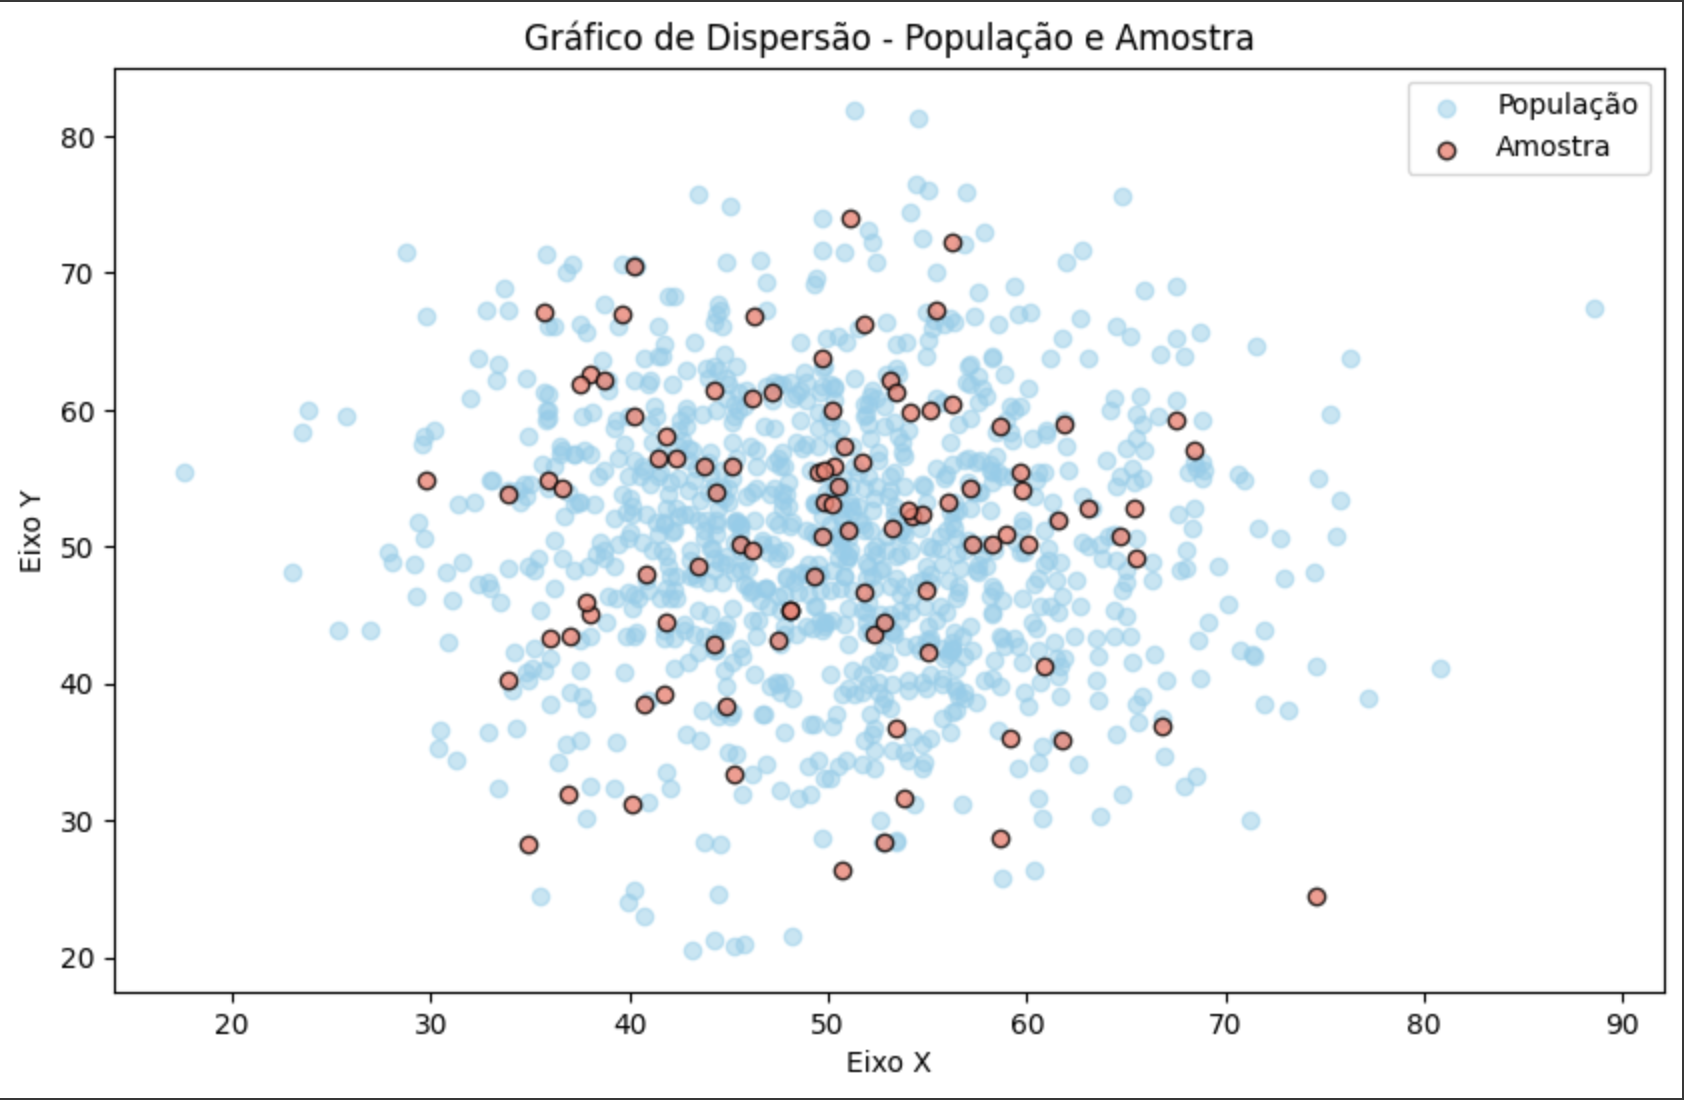 Gráfico de Dispersão - População e Amostra
População
Amostra
80
70
60
50
40
30
20
Eixo Y
20 30 40 50 60 70 80 90
Eixo X